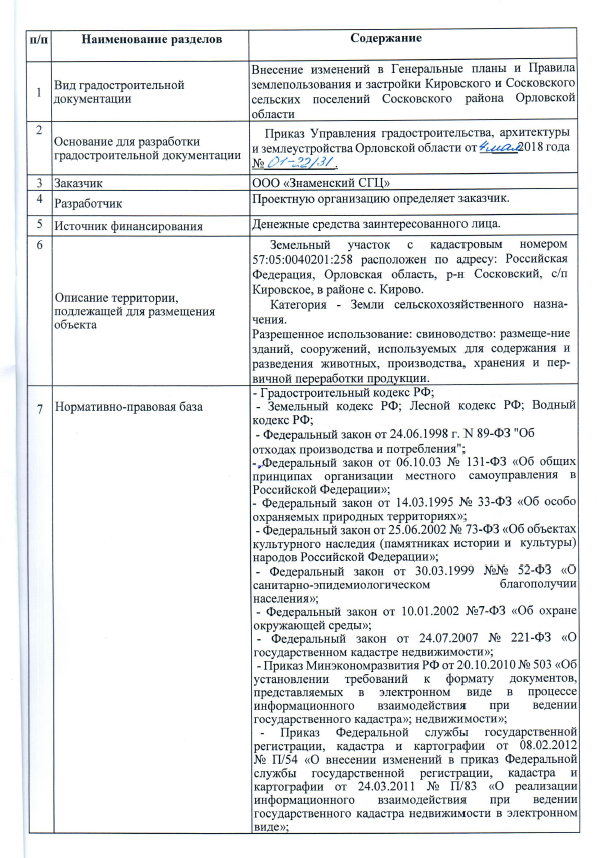 п/п Наименование разделов Содержание
1 Вид градостроительной документации
Внесение изменений в Генеральные планы и Правила
землепользования и застройки Кировского и Сосковского
сельских поселений Сосковского района Орловской
области
2 Основание для разработки
градостроительной документации
Приказ Управления градостроительства, архитектуры
и землеустройства Орловской области от 4 мая 2018 года
№ 01-22/31.
3 Заказчик ООО «Знаменский СГЦ»
4 Разработчик Проектную организацию определяет заказчик.
5 Источник финансирования Денежные средства заинтересованного лица.
6 Описание территории,
подлежащей для размещения
объекта
Земельный участок с кадастровым номером
57:05:0040201:258 расположен по адресу: Российская
Федерация, Орловская область, р-н Сосковский, с/п
Кировское, в районе с. Кирово.
Категория - Земли сельскохозяйственного назна-
чения.
Разрешенное использование: свиноводство: размеще-ние
зданий, сооружений, используемых для содержания и
разведения животных, производства, хранения и пер-
вичной переработки продукции.
7 Нормативно-правовая база
- Градостроительный кодекс РФ;
- Земельный кодекс РФ; Лесной кодекс РФ; Водный
кодекс РФ;
- Федеральный закон от 24.06.1998 г. N 89-ФЗ "Об
отходах производства и потребления";
- Федеральный закон от 06.10.03 № 131-ФЗ «Об общих
принципах организации местного самоуправления в
Российской Федерации»;
- Федеральный закон от 14.03.1995 № 33-ФЗ «Об особо
охраняемых природных территориях»;
- Федеральный закон от 25.06.2002 № 73-ФЗ «Об объектах
культурного наследия (памятниках истории и культуры)
народов Российской Федерации»;
- Федеральный закон от 30.03.1999 №№ 52-ФЗ «О
санитарно-эпидемиологическом благополучии
населения»;
- Федеральный закон от 10.01.2002 №7-ФЗ «Об охране
окружающей среды»;
- Федеральный закон от 24.07.2007 № 221-ФЗ «О
государственном кадастре недвижимости»;
- Приказ Минэкономразвития РФ от 20.10.2010 № 503 «Об
установлении требований к формату документов,
представляемых в электронном виде в процессе
информационного взаимодействия при ведении
государственного кадастра»; недвижимости»;
- Приказ Федеральной службы государственной
регистрации, кадастра и картографии от 08.02.2012
№ П/54 «О внесении изменений в приказ Федеральной
службы государственной регистрации, кадастра и
картографии от 24.03.2011 № П/83 «О реализации
информационного взаимодействия при ведении
государственного кадастра недвижимости в электронном
виде»;